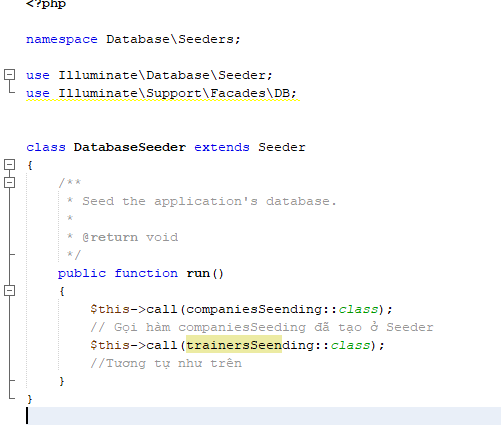 <?php
namespace Database\Seeders;
use Illuminate\Database\Seeder;
use Illuminate\Support\Facades\DB;
class DatabaseSeeder extends Seeder
{
/**
* Seed the application's database.
*
* @return void
*/
public function run()
{
$this->call(companiesSeending::class);
// Gọi hàm companiesSeeding đã tạo ở Seeder
$this->call(trainersSeending::class);
//Tương tự như trên
}
}